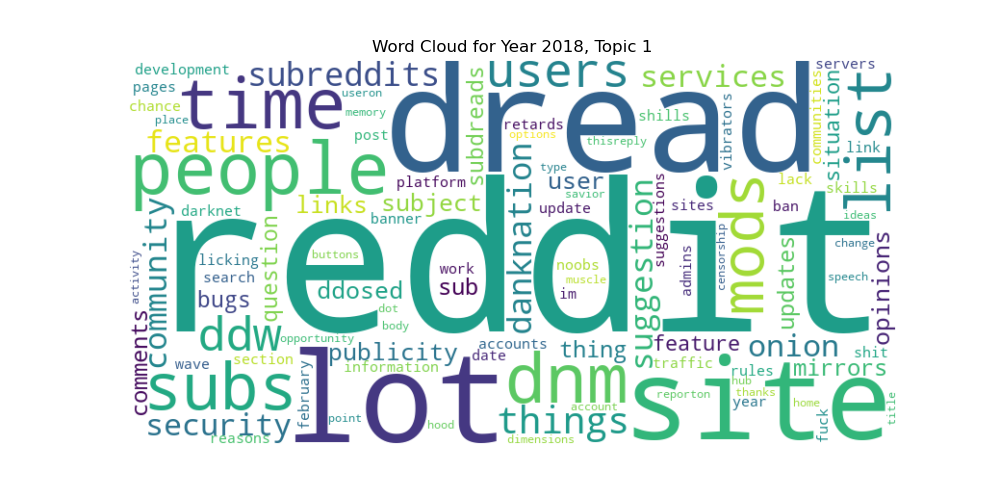 Word Cloud for Year 2018, Topic 1
development
pages
chance
place
time
subreddits
useron
memory
features
people
post
dread
users
services
servers
subdreads
retards
options
shills
thisreply
vibrators
communities
situation
list
link
skills
lack
ideas
darknet
links
platform
subject
banner
type
user
savior
update
suggestions
sites
ban
mods
change
speech
opinions
community
licking
search
bugs
question
buttons
ddosed
reddit
work
sub
danknation
noobs
muscle
im
suggestion
admins
censorship
updates
activity
comments
ddw
dot
body
opportunity
publicity
information
accounts
date
thing
feature
traffic
onion
shit
mirrors
rules
wave
section
subs
security
reasons
february
lot
point
hood
dnm
things
account
dimensions
site
reporton
hub
thanks
year
home
fuck
title